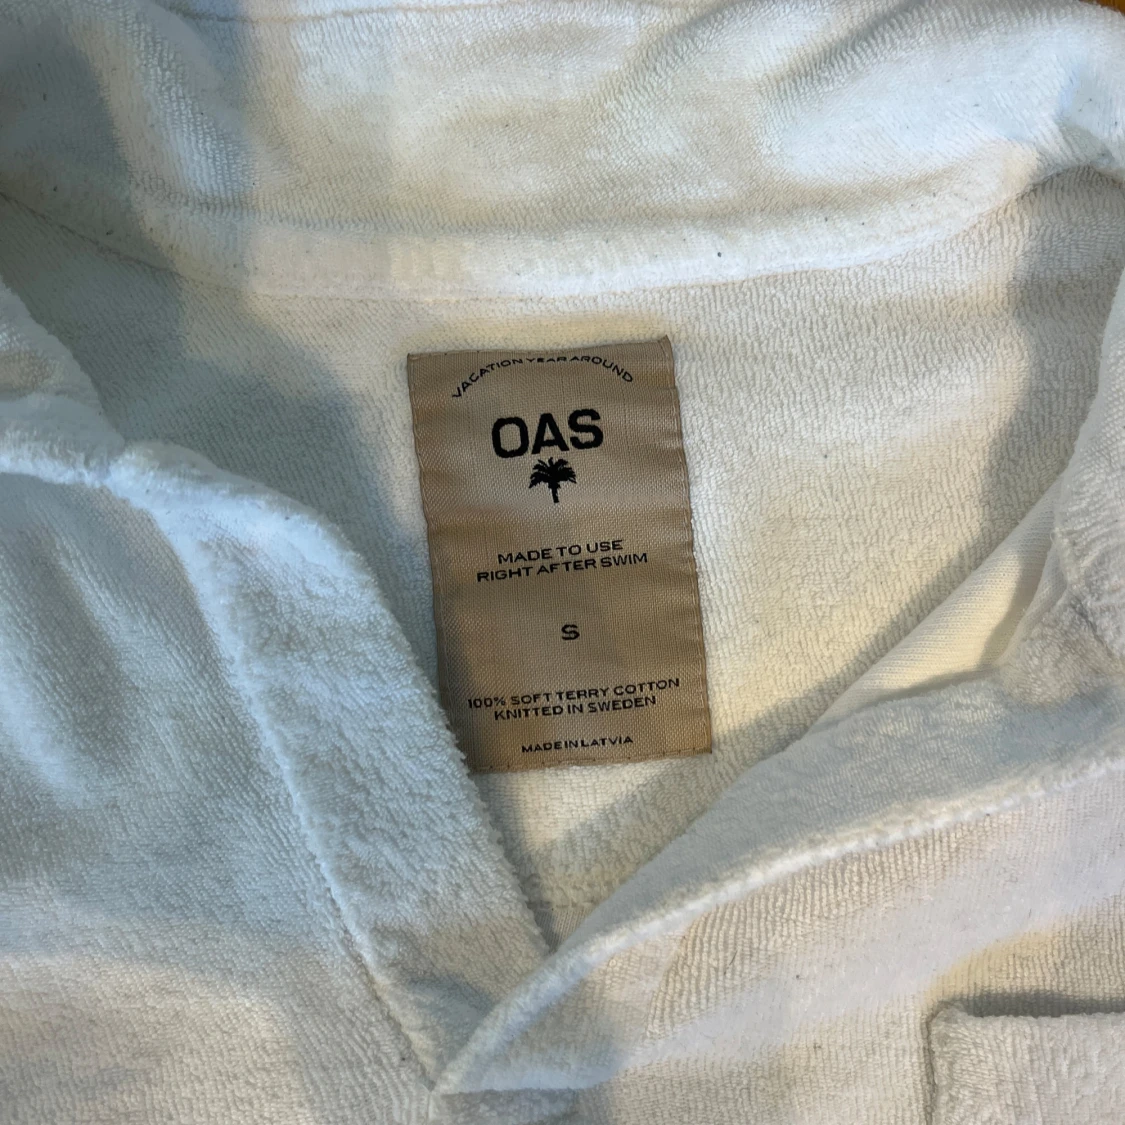 VACATION YEAR AROUND
OAS
MADE TO USE
RIGHT AFTER SWIM
S
100% SOFT TERRY COTTON
KNITTED IN SWEDEN
MADE IN LATVIA